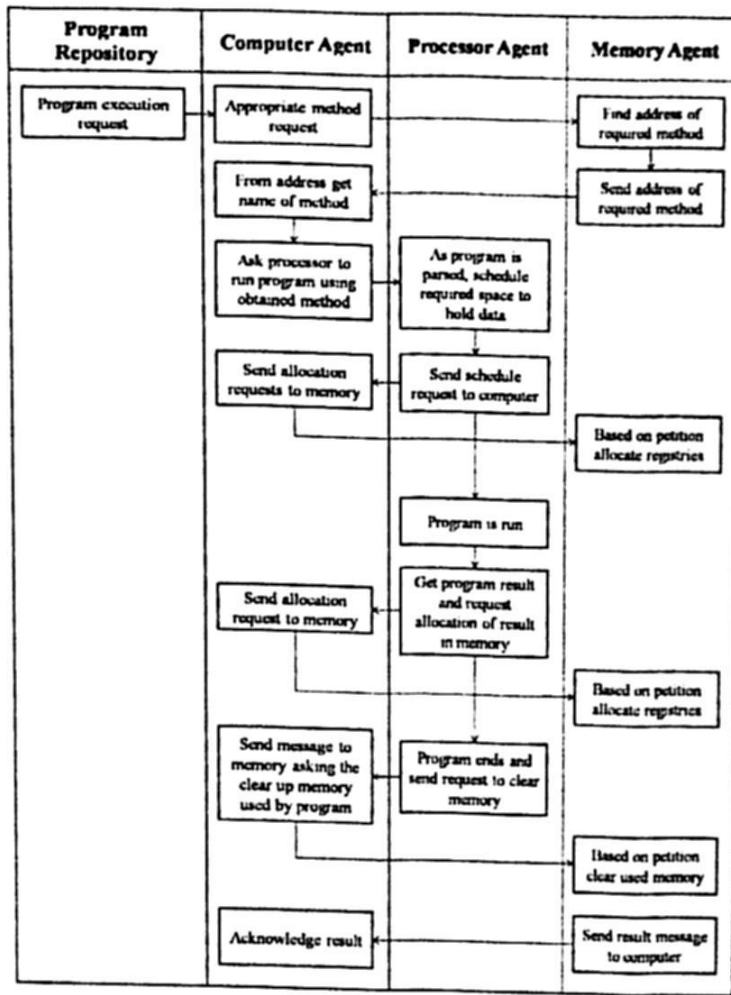 Program
Repository
Computer Agent
Processor Agent
Memory Agent
Program execution
request
Appropriate method
request
Find address of
required method
From address get
name of method
Send address of
required method
Ask processor to
run program using
obtained method
As program is
parsed, schedule
required space to
hold data
Send allocation
requests to memory
Send schedule
request to computer
Based on petition
allocate registries
Program is run
Send allocation
request to memory
Get program result
and request
allocation of result
in memory
Based on petition
allocate registries
Send message to
memory asking the
clear up memory
used by program
Program ends and
send request to clear
memory
Based on petition
clear used memory
Acknowledge result
Send result message
to computer